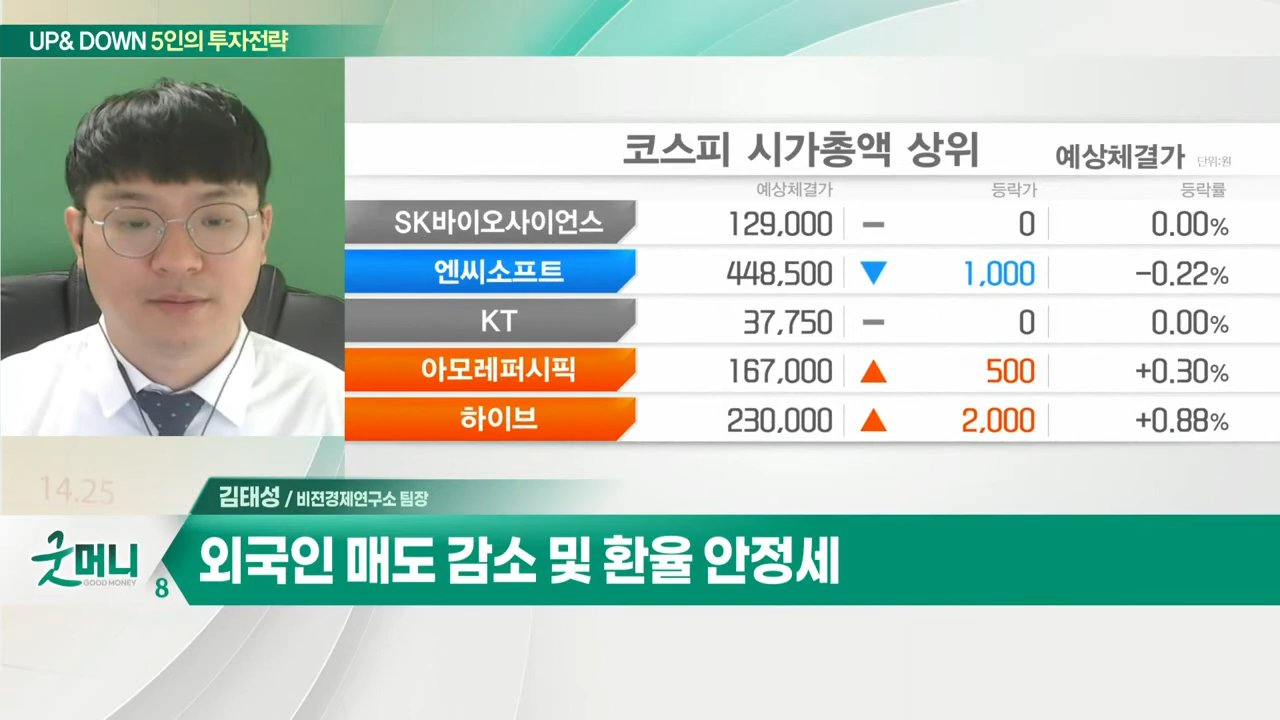 UP& DOWN 5인의 투자전략
코스피 시가총액 상위 예상체결가 단위:원
예상체결가 등락가 등락률
SK바이오사이언스 129,000 0 0.00%
엔씨소프트 448,500 ▼ 1,000 -0.22%
KT 37,750 0 0.00%
아모레퍼시픽 167,000 ▲ 500 +0.30%
하이브 230,000 ▲ 2,000 +0.88%
14.25
김태성 / 비젼경제연구소 팀장
굿머니
GOOD MONEY
8
외국인 매도 감소 및 환율 안정세